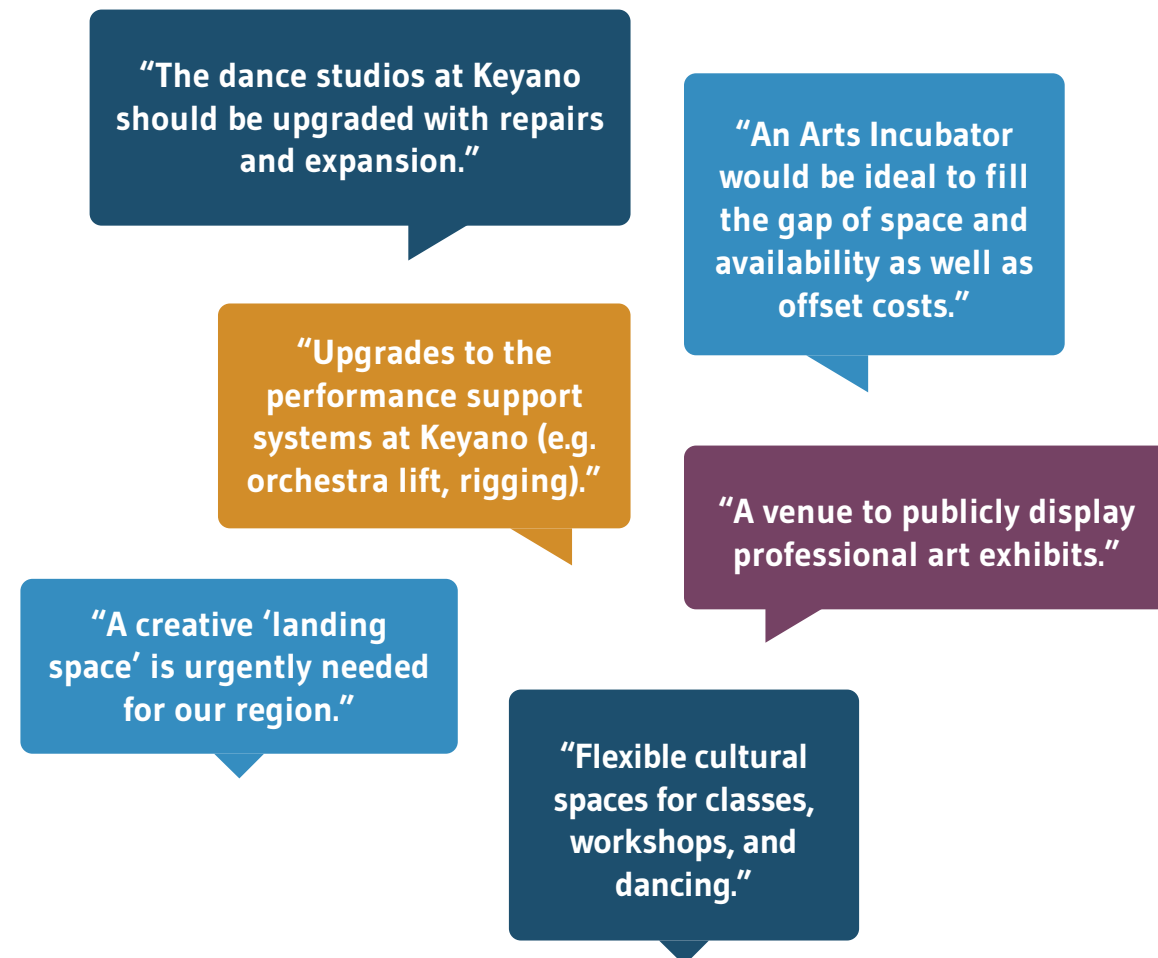 “The dance studios at Keyano
should be upgraded with repairs
and expansion.”
“An Arts Incubator
would be ideal to fill
the gap of space and
availability as well as
offset costs.”
“Upgrades to the
performance support
systems at Keyano (e.g.
orchestra lift, rigging).”
“A venue to publicly display
professional art exhibits.”
“A creative ‘landing
space’ is urgently needed
for our region.”
“Flexible cultural
spaces for classes,
workshops, and
dancing.”